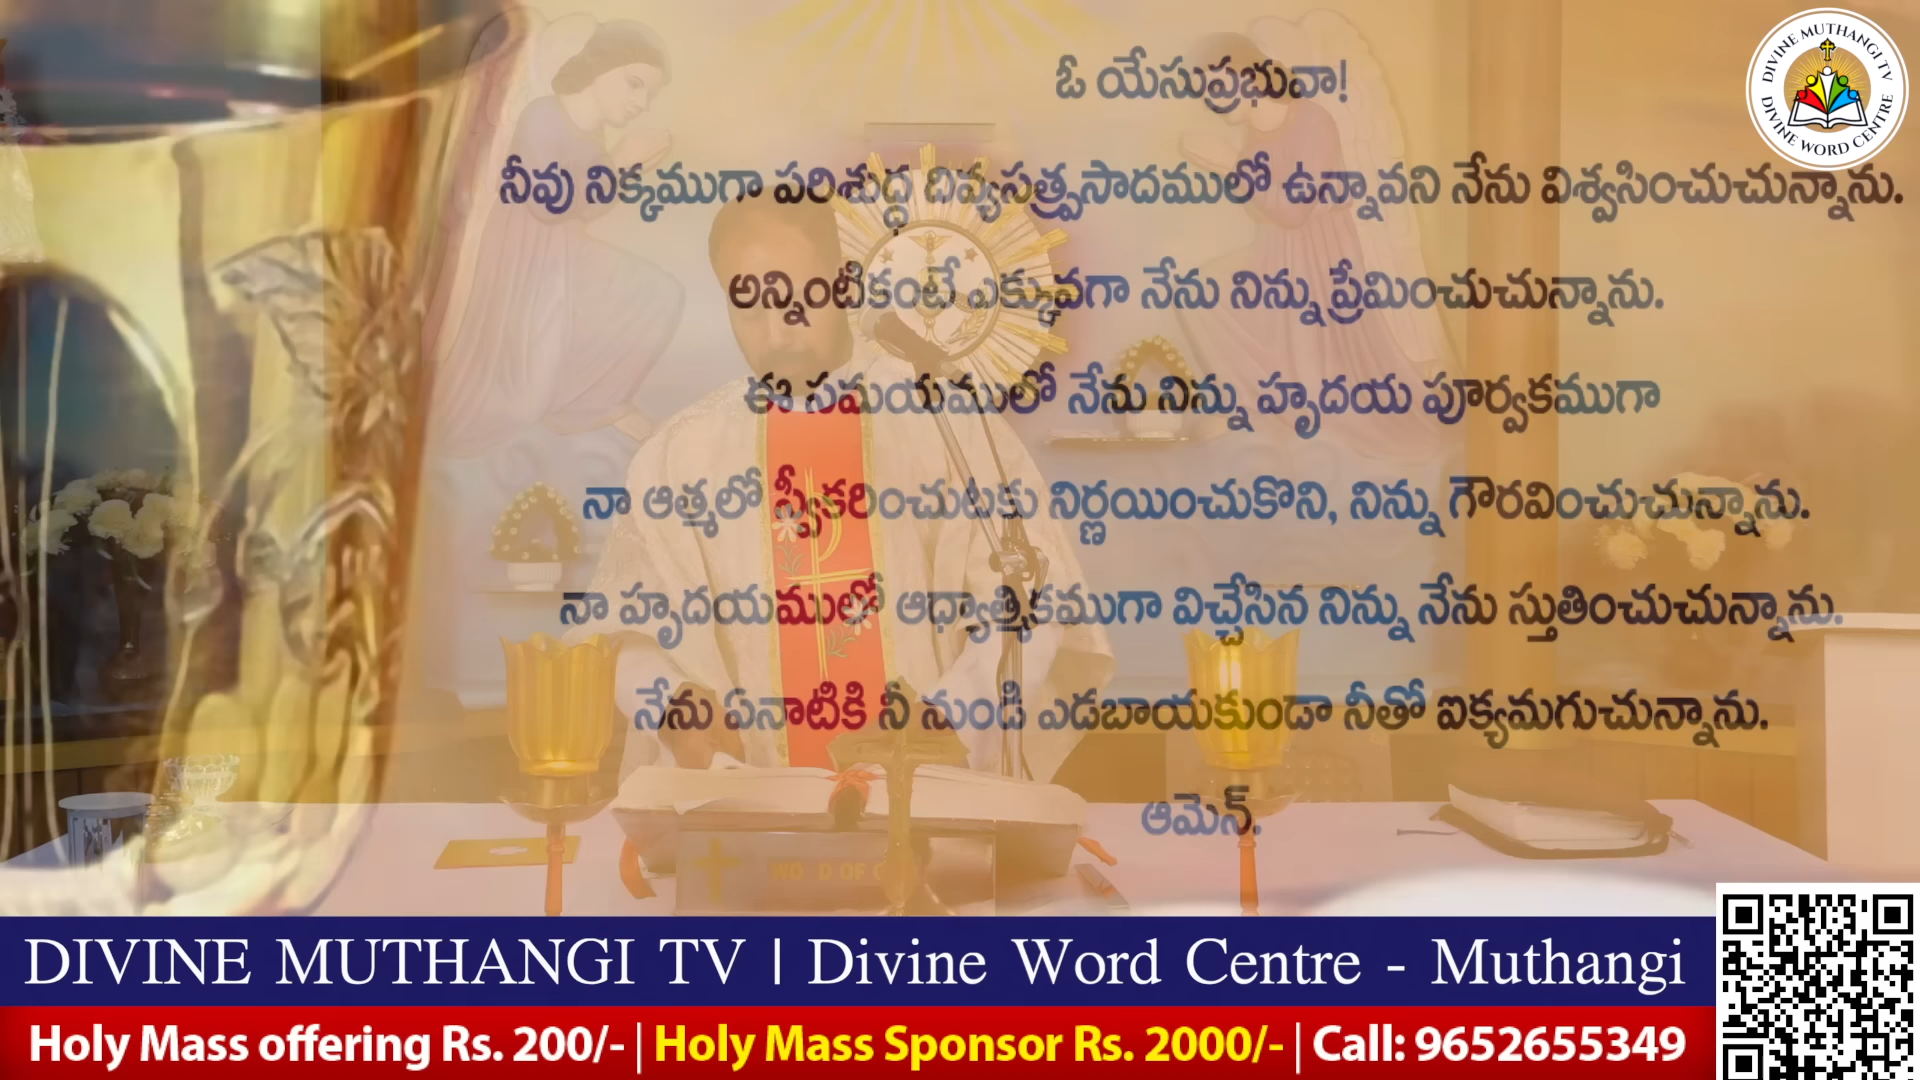 ఓ యేసుప్రభువా!
నీవు నిక్కముగా పరిశుద్ధ దివ్యసత్ప్రసాదములో ఉన్నావని నేను విశ్వసించుచున్నాను.
అన్నింటికంటే ఎక్కువగా నేను నిన్ను ప్రేమించుచున్నాను.
ఈ సమయములో నేను నిన్ను హృదయ పూర్వకముగా
నా ఆత్మలో స్వీకరించుటకు నిర్ణయించుకొని, నిన్ను గౌరవించుచున్నాను.
నా హృదయములో ఆధ్యాత్మికముగా విచ్చేసిన నిన్ను నేను స్తుతించుచున్నాను.
నేను ఏనాటికి నీ నుండి ఎడబాయకుండా నీతో ఐక్యమగుచున్నాను.
ఆమెన్.
DIVINE MUTHANGI TV
DIVINE WORD CENTRE
DIVINE MUTHANGI TV | Divine Word Centre - Muthangi
Holy Mass offering Rs. 200/- | Holy Mass Sponsor Rs. 2000/- | Call: 9652655349